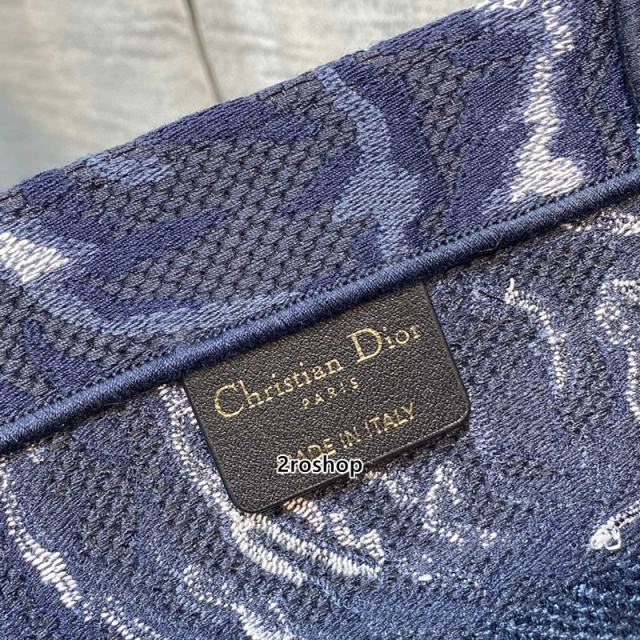 Christian Dior
PARIS
MADE IN ITALY
2roshop